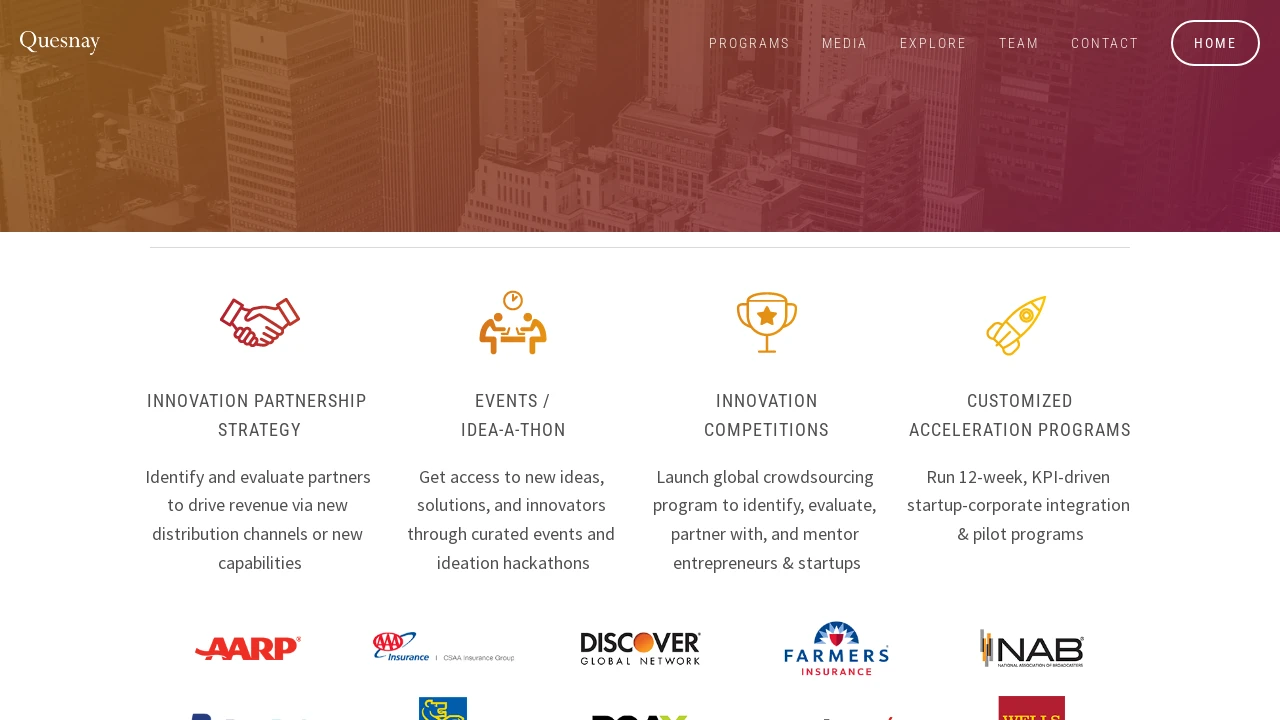 Quesnay
PROGRAMS
MEDIA
EXPLORE
TEAM
CONTACT
HOME
INNOVATION PARTNERSHIP
STRATEGY
Identify and evaluate partners
to drive revenue via new
distribution channels or new
capabilities
EVENTS /
IDEA-A-THON
Get access to new ideas,
solutions, and innovators
through curated events and
ideation hackathons
INNOVATION
COMPETITIONS
Launch global crowdsourcing
program to identify, evaluate,
partner with, and mentor
entrepreneurs & startups
CUSTOMIZED
ACCELERATION PROGRAMS
Run 12-week, KPI-driven
startup-corporate integration
& pilot programs
AARP®
AAA
Insurance | CSAA Insurance Group
DISCOVER®
GLOBAL NETWORK
FARMERS
INSURANCE
NAB
NATIONAL ASSOCIATION OF BROADCASTERS
WELLS